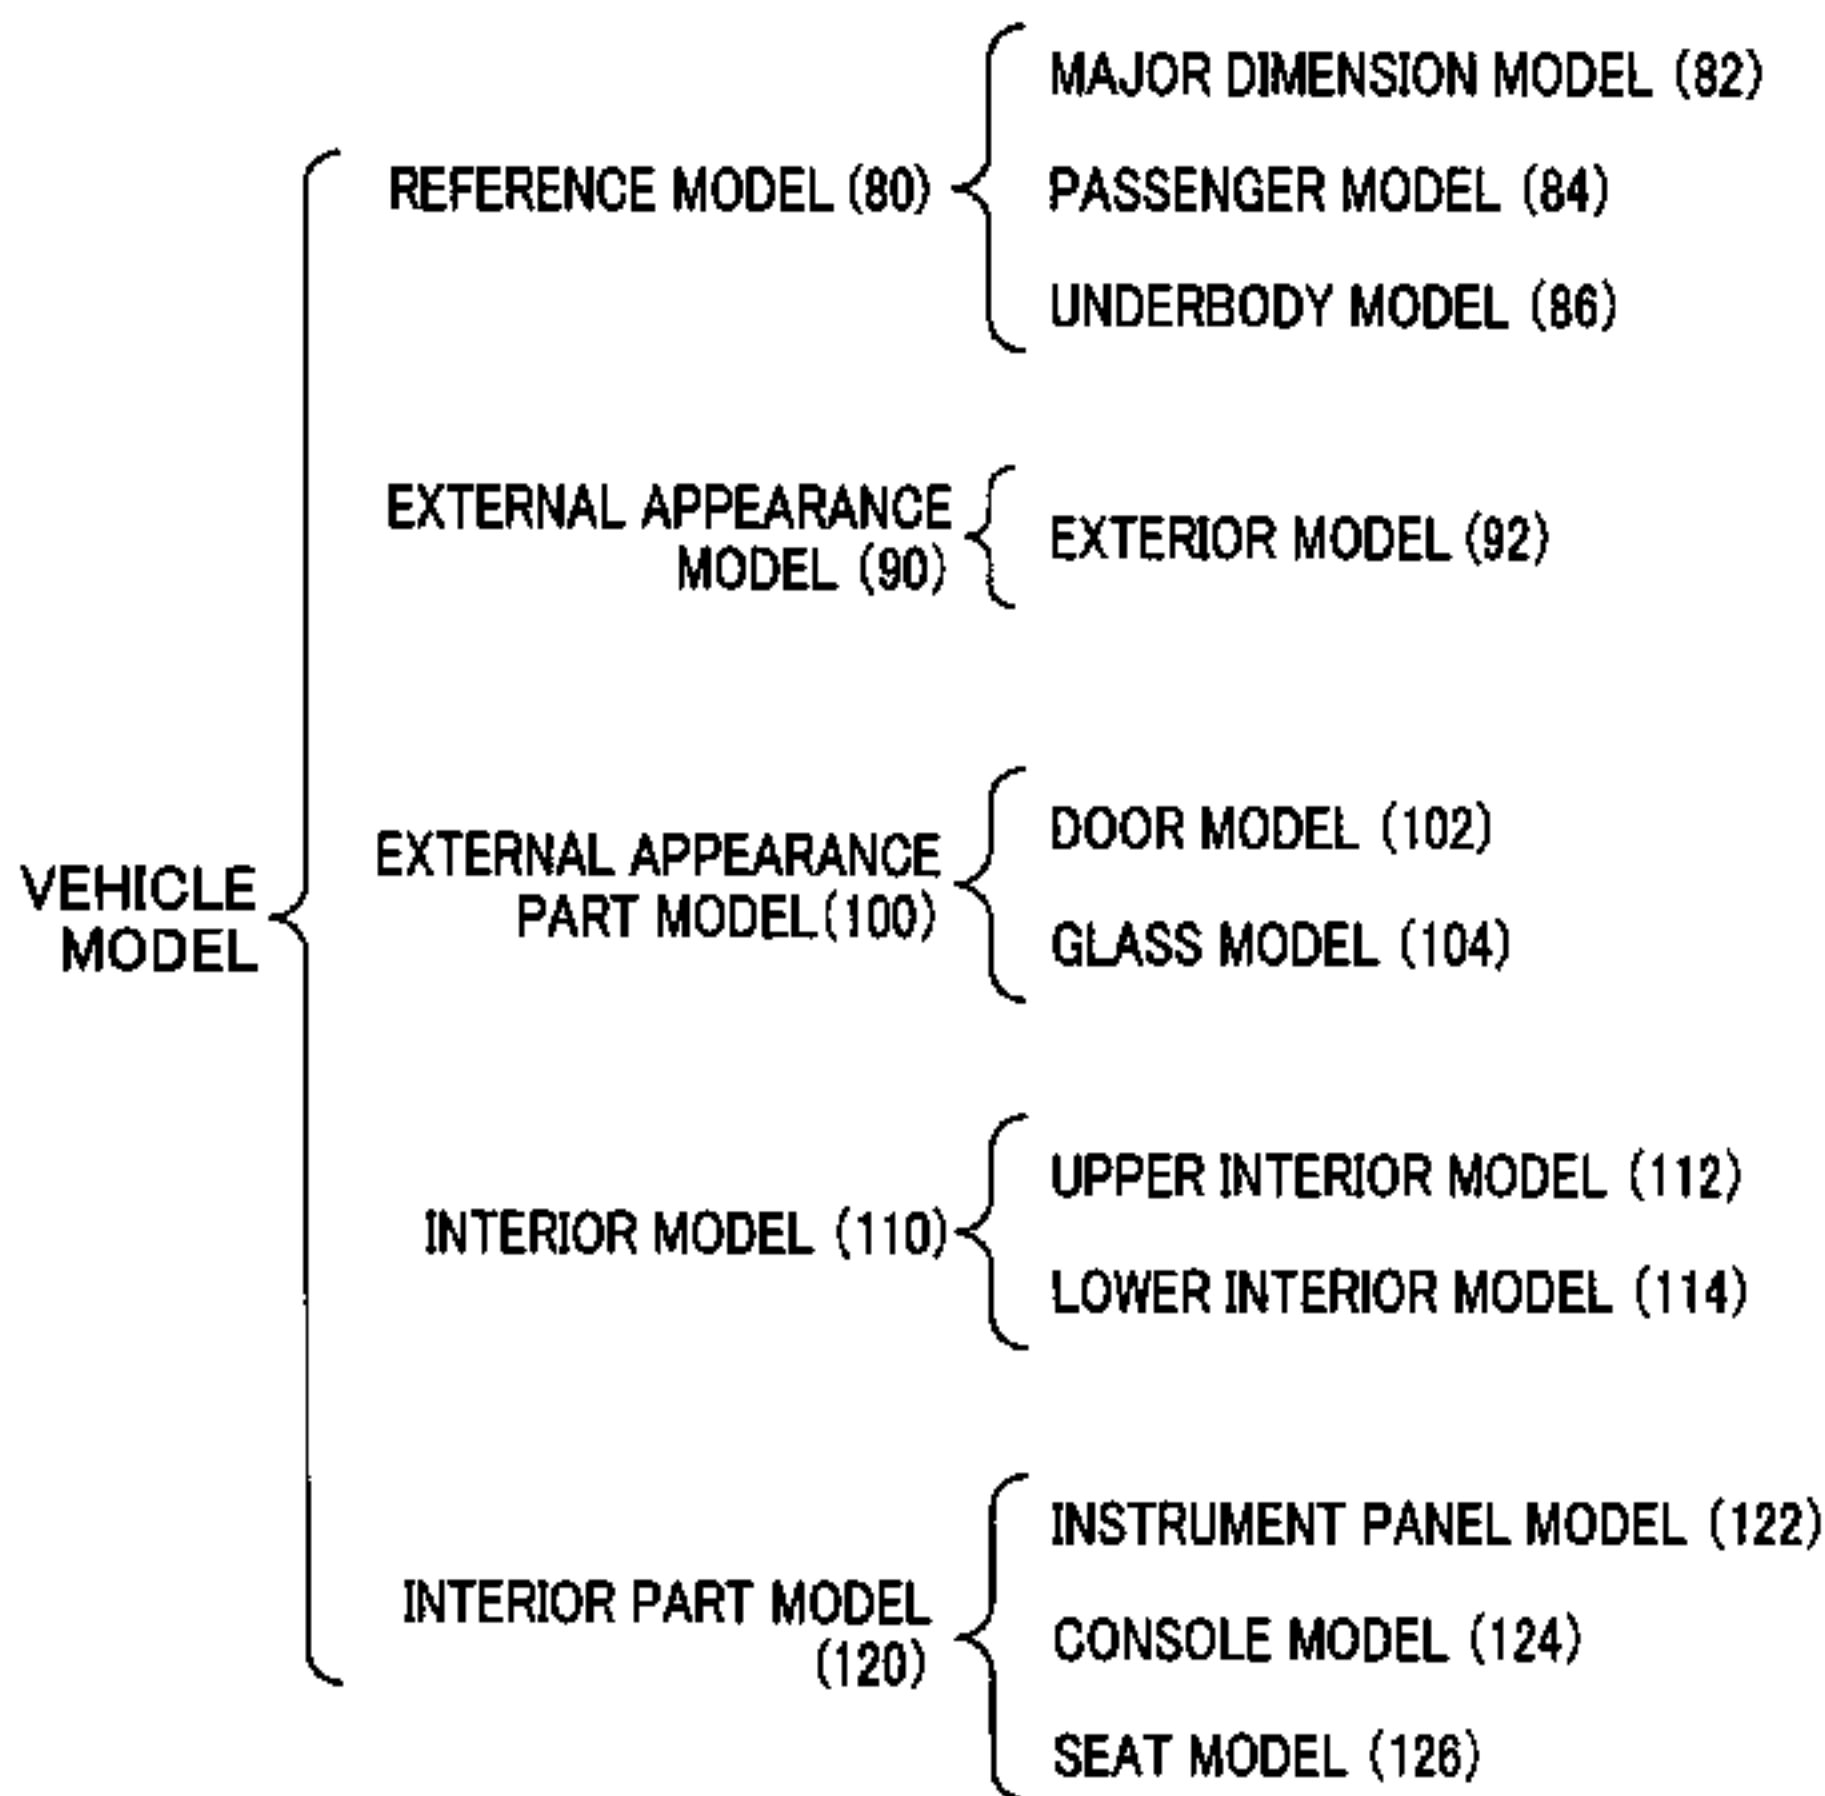 VEHICLE
MODEL
REFERENCE MODEL (80)
MAJOR DIMENSION MODEL (82)
PASSENGER MODEL (84)
UNDERBODY MODEL (86)
EXTERNAL APPEARANCE
MODEL (90)
EXTERIOR MODEL (92)
EXTERNAL APPEARANCE
PART MODEL(100)
DOOR MODEL (102)
GLASS MODEL (104)
INTERIOR MODEL (110)
UPPER INTERIOR MODEL (112)
LOWER INTERIOR MODEL (114)
INTERIOR PART MODEL
(120)
INSTRUMENT PANEL MODEL (122)
CONSOLE MODEL (124)
SEAT MODEL (126)